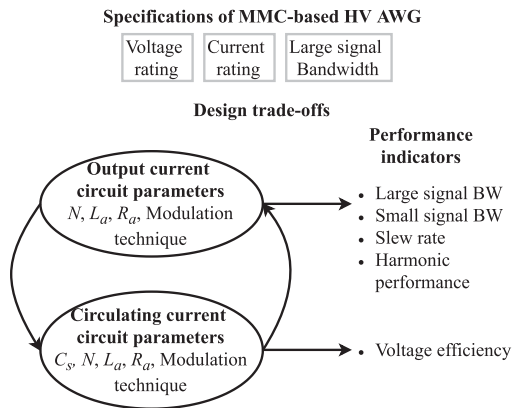 Specifications of MMC-based HV AWG
Voltage rating
Current rating
Large signal Bandwidth
Design trade-offs
Performance
indicators
Output current
circuit parameters
N, Lₐ, Rₐ, Modulation
technique
• Large signal BW
• Small signal BW
• Slew rate
• Harmonic
performance
Circulating current
circuit parameters
Cₛ, N, Lₐ, Rₐ, Modulation
technique
• Voltage efficiency